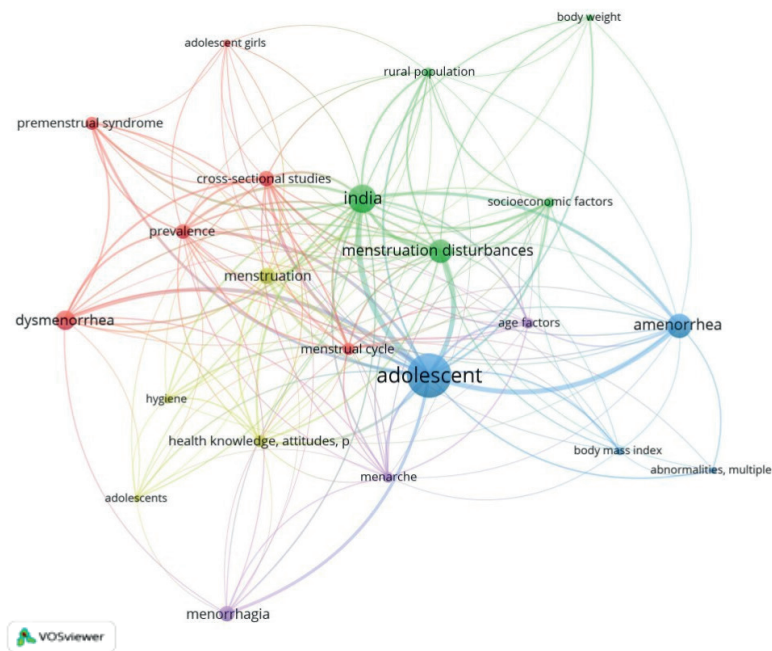 body weight
adolescent girls
rural population
premenstrual syndrome
cross-sectional studies
india
socioeconomic factors
prevalence
menstruation disturbances
menstruation
dysmenorrhea
age factors
amenorrhea
menstrual cycle
adolescent
hygiene
health knowledge, attitudes, p
body mass index
abnormalities, multiple
menarche
adolescents
menorrhagia
VOSviewer